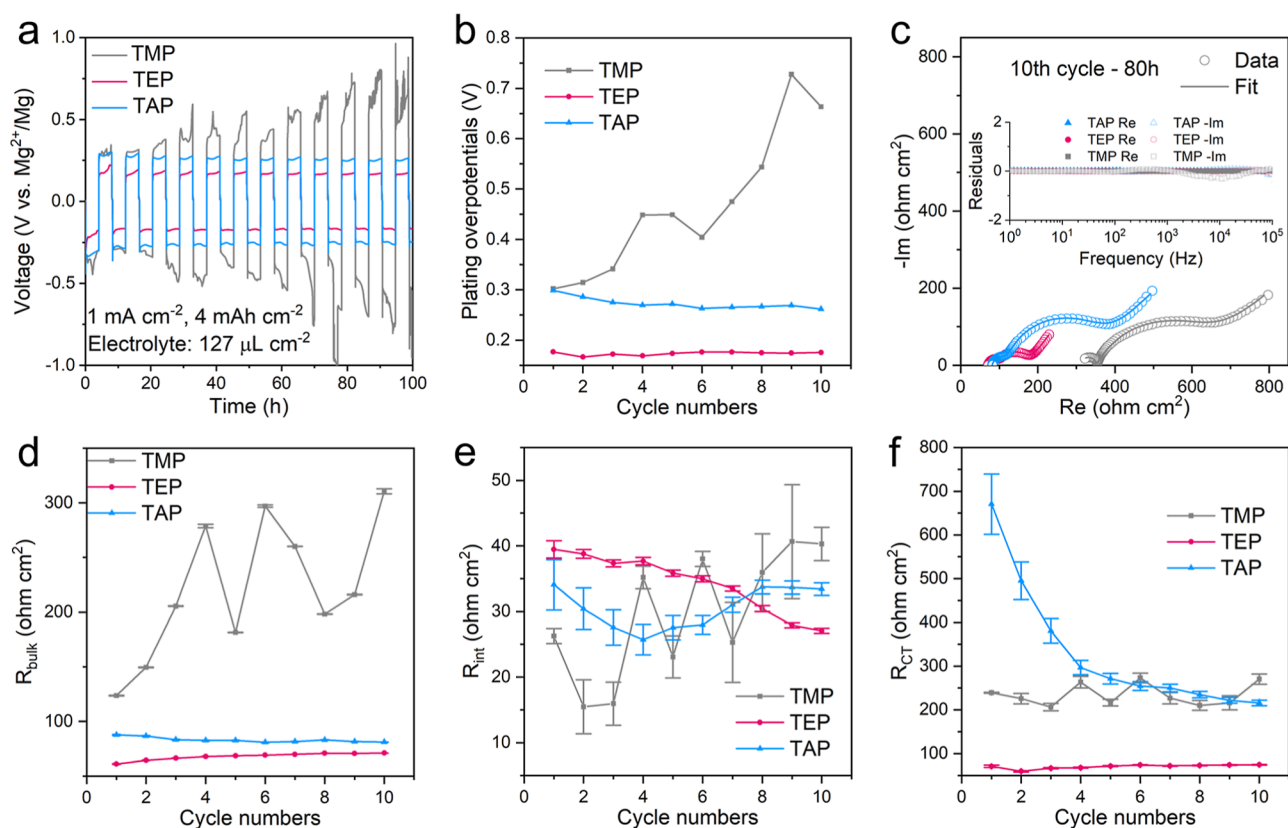 a
1.0
0.5
0.0
-0.5
-1.0
Voltage (V vs. Mg²⁺/Mg)
TMP
TEP
TAP
1 mA cm⁻², 4 mAh cm⁻²
Electrolyte: 127 μL cm⁻²
0 20 40 60 80 100
Time (h)
b
0.8
0.7
0.6
0.5
0.4
0.3
0.2
Plating overpotentials (V)
TMP
TEP
TAP
0 2 4 6 8 10
Cycle numbers
c
800
600
400
200
0
-Im (ohm cm²)
10th cycle - 80h
Data
Fit
TAP Re TAP -Im
TEP Re TEP -Im
TMP Re TMP -Im
2
0
-2
Residuals
10⁰ 10¹ 10² 10³ 10⁴ 10⁵
Frequency (Hz)
0 200 400 600 800
Re (ohm cm²)
d
300
200
100
R_bulk (ohm cm²)
TMP
TEP
TAP
0 2 4 6 8 10
Cycle numbers
e
50
40
30
20
10
R_int (ohm cm²)
TMP
TEP
TAP
0 2 4 6 8 10
Cycle numbers
f
800
700
600
500
400
300
200
100
R_CT (ohm cm²)
TMP
TEP
TAP
0 2 4 6 8 10
Cycle numbers